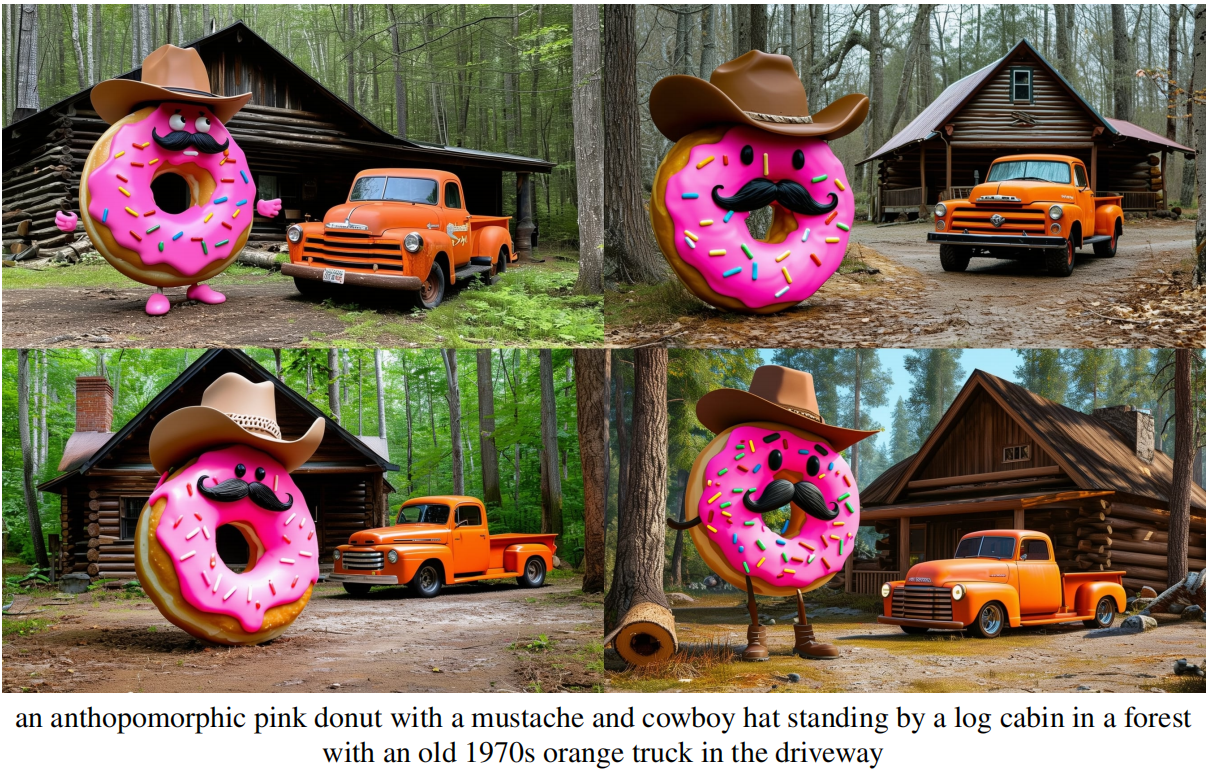 an anthopomorphic pink donut with a mustache and cowboy hat standing by a log cabin in a forest
with an old 1970s orange truck in the driveway